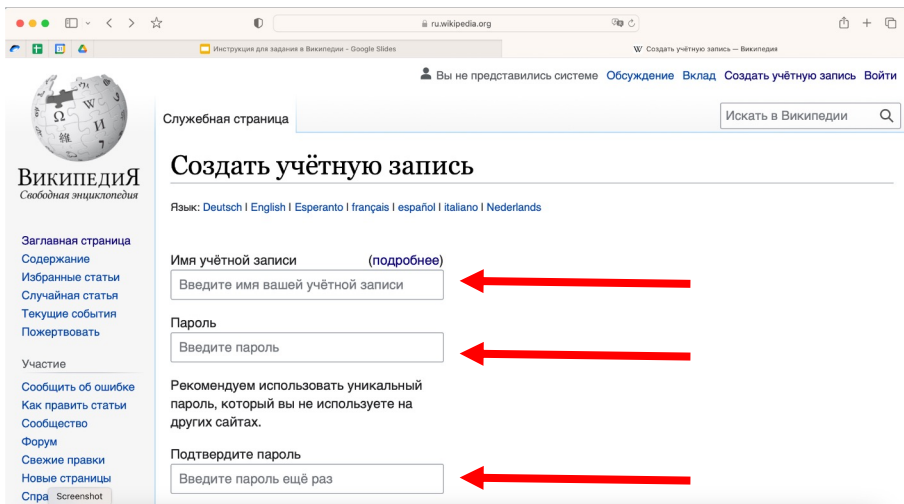 ru.wikipedia.org
Инструкция для задания в Википедии - Google Slides
W Создать учётную запись — Википедия
Вы не представились системе Обсуждение Вклад Создать учётную запись Войти
Служебная страница
Искать в Википедии
Ω W И 維 7
ВИКИПЕДИЯ
Свободная энциклопедия
Создать учётную запись
Язык: Deutsch | English | Esperanto | français | español | italiano | Nederlands
Заглавная страница
Содержание
Избранные статьи
Случайная статья
Текущие события
Пожертвовать
Участие
Сообщить об ошибке
Как править статьи
Сообщество
Форум
Свежие правки
Новые страницы
Спра
Screenshot
Имя учётной записи (подробнее)
Введите имя вашей учётной записи
Пароль
Введите пароль
Рекомендуем использовать уникальный
пароль, который вы не используете на
других сайтах.
Подтвердите пароль
Введите пароль ещё раз